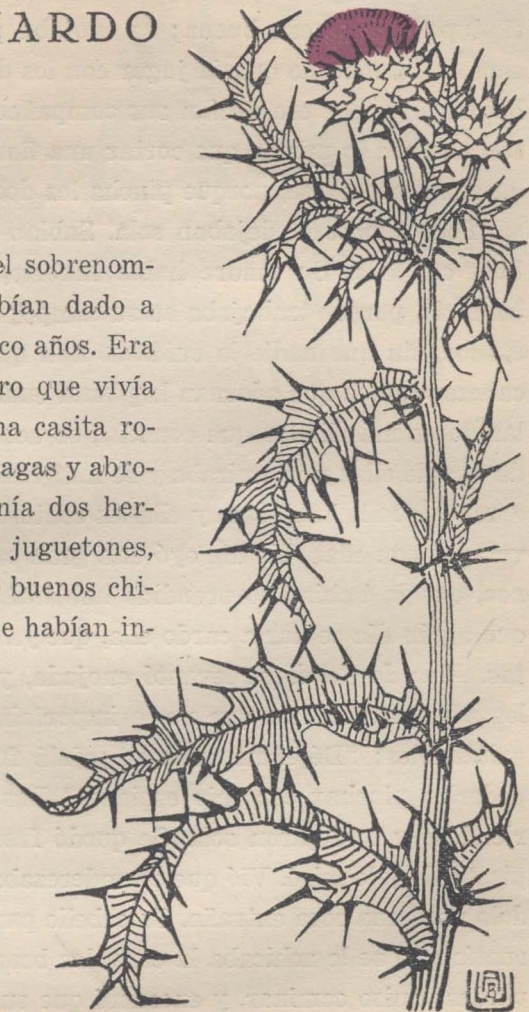 ARDO
el sobrenom-
bían dado a
co años. Era
ro que vivía
na casita ro-
agas y abro-
nía dos her-
juguetones,
buenos chi-
e habían in-